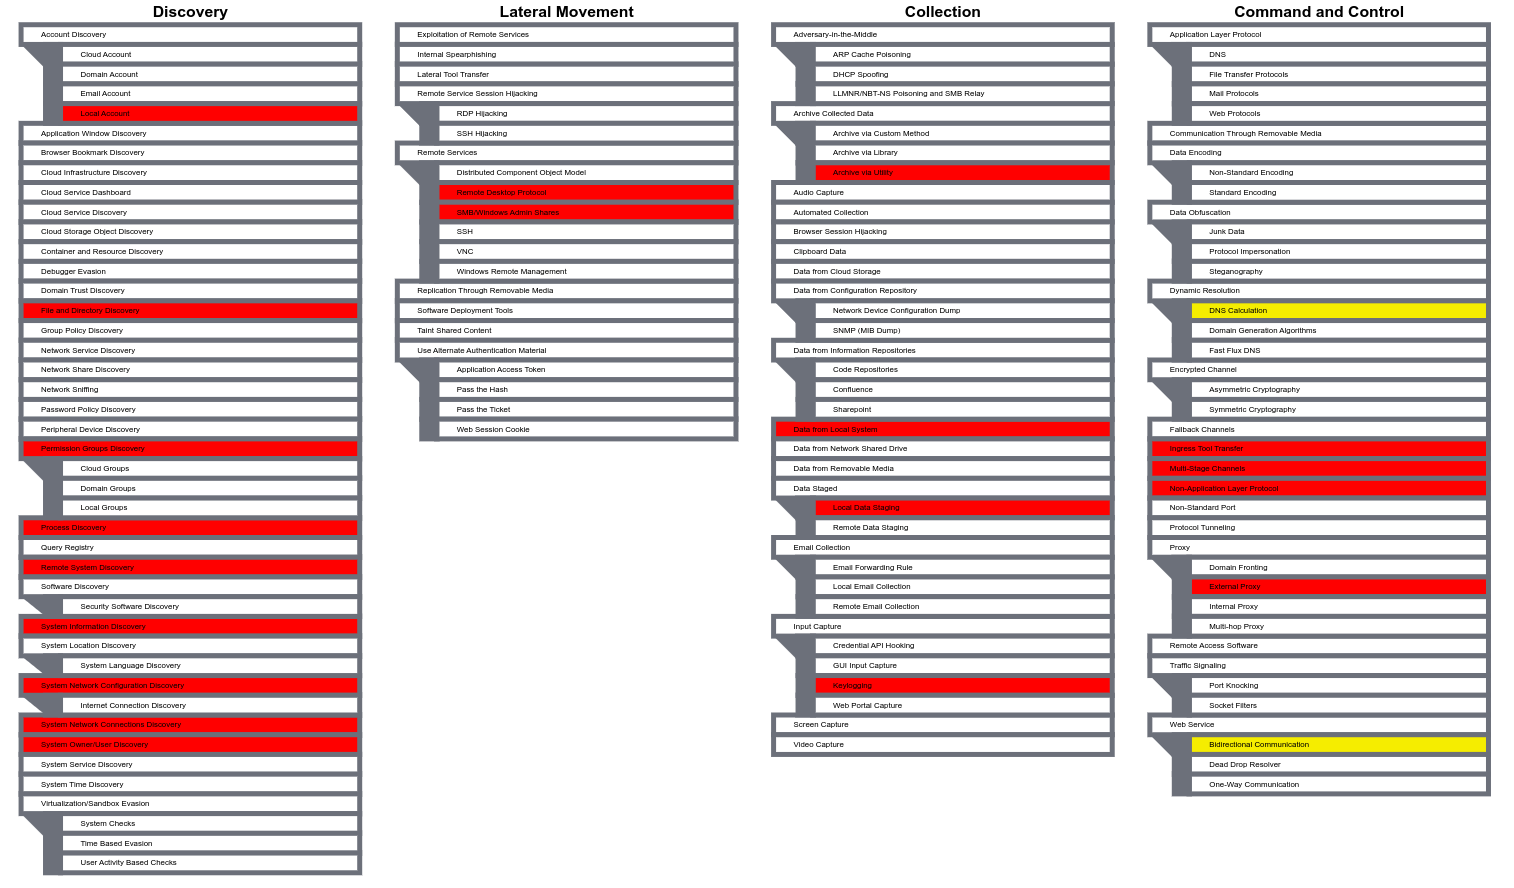 Discovery
Account Discovery
Cloud Account
Domain Account
Email Account
Local Account
Application Window Discovery
Browser Bookmark Discovery
Cloud Infrastructure Discovery
Cloud Service Dashboard
Cloud Service Discovery
Cloud Storage Object Discovery
Container and Resource Discovery
Debugger Evasion
Domain Trust Discovery
File and Directory Discovery
Group Policy Discovery
Network Service Discovery
Network Share Discovery
Network Sniffing
Password Policy Discovery
Peripheral Device Discovery
Permission Groups Discovery
Cloud Groups
Domain Groups
Local Groups
Process Discovery
Query Registry
Remote System Discovery
Software Discovery
Security Software Discovery
System Information Discovery
System Location Discovery
System Language Discovery
System Network Configuration Discovery
Internet Connection Discovery
System Network Connections Discovery
System Owner/User Discovery
System Service Discovery
System Time Discovery
Virtualization/Sandbox Evasion
System Checks
Time Based Evasion
User Activity Based Checks
Lateral Movement
Exploitation of Remote Services
Internal Spearphishing
Lateral Tool Transfer
Remote Service Session Hijacking
RDP Hijacking
SSH Hijacking
Remote Services
Distributed Component Object Model
Remote Desktop Protocol
SMB/Windows Admin Shares
SSH
VNC
Windows Remote Management
Replication Through Removable Media
Software Deployment Tools
Taint Shared Content
Use Alternate Authentication Material
Application Access Token
Pass the Hash
Pass the Ticket
Web Session Cookie
Collection
Adversary-in-the-Middle
ARP Cache Poisoning
DHCP Spoofing
LLMNR/NBT-NS Poisoning and SMB Relay
Archive Collected Data
Archive via Custom Method
Archive via Library
Archive via Utility
Audio Capture
Automated Collection
Browser Session Hijacking
Clipboard Data
Data from Cloud Storage
Data from Configuration Repository
Network Device Configuration Dump
SNMP (MIB Dump)
Data from Information Repositories
Code Repositories
Confluence
Sharepoint
Data from Local System
Data from Network Shared Drive
Data from Removable Media
Data Staged
Local Data Staging
Remote Data Staging
Email Collection
Email Forwarding Rule
Local Email Collection
Remote Email Collection
Input Capture
Credential API Hooking
GUI Input Capture
Keylogging
Web Portal Capture
Screen Capture
Video Capture
Command and Control
Application Layer Protocol
DNS
File Transfer Protocols
Mail Protocols
Web Protocols
Communication Through Removable Media
Data Encoding
Non-Standard Encoding
Standard Encoding
Data Obfuscation
Junk Data
Protocol Impersonation
Steganography
Dynamic Resolution
DNS Calculation
Domain Generation Algorithms
Fast Flux DNS
Encrypted Channel
Asymmetric Cryptography
Symmetric Cryptography
Fallback Channels
Ingress Tool Transfer
Multi-Stage Channels
Non-Application Layer Protocol
Non-Standard Port
Protocol Tunneling
Proxy
Domain Fronting
External Proxy
Internal Proxy
Multi-hop Proxy
Remote Access Software
Traffic Signaling
Port Knocking
Socket Filters
Web Service
Bidirectional Communication
Dead Drop Resolver
One-Way Communication